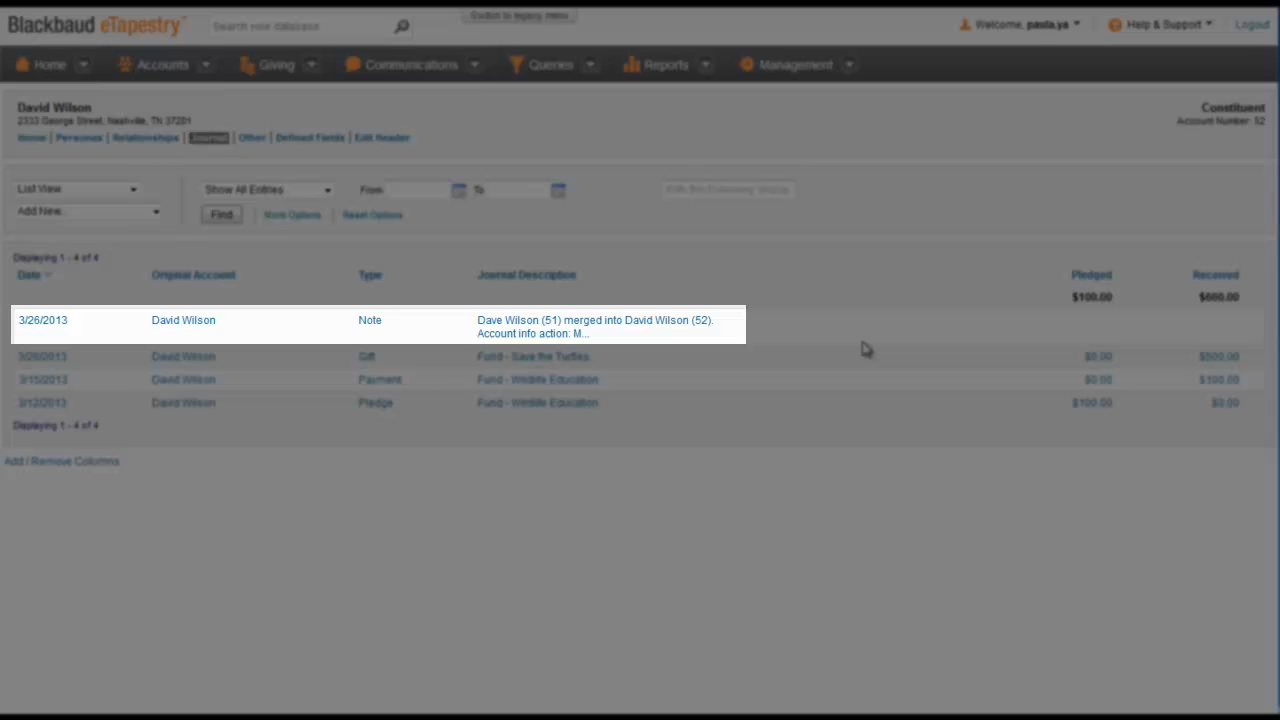 Blackbaud eTapestry™
Search your database
Switch to legacy menu
Welcome, paula.ya
Help & Support
Logout
Home
Accounts
Giving
Communications
Queries
Reports
Management
David Wilson
Constituent
2333 George Street, Nashville, TN 37201
Account Number: 52
Home | Personas | Relationships | Journal | Other | Defined Fields | Edit Header
List View
Show All Entries
From
To
Add New...
Find
More Options
Reset Options
Displaying 1 - 4 of 4
Date Original Account Type Journal Description Pledged Received
$100.00 $600.00
3/26/2013 David Wilson Note Dave Wilson (51) merged into David Wilson (52).
Account info action: M...
David Wilson Gift Fund - Save the Turtles $0.00 $500.00
3/15/2013 David Wilson Payment Fund - Wildlife Education $0.00 $100.00
3/12/2013 David Wilson Pledge Fund - Wildlife Education $100.00 $0.00
Displaying 1 - 4 of 4
Add / Remove Columns